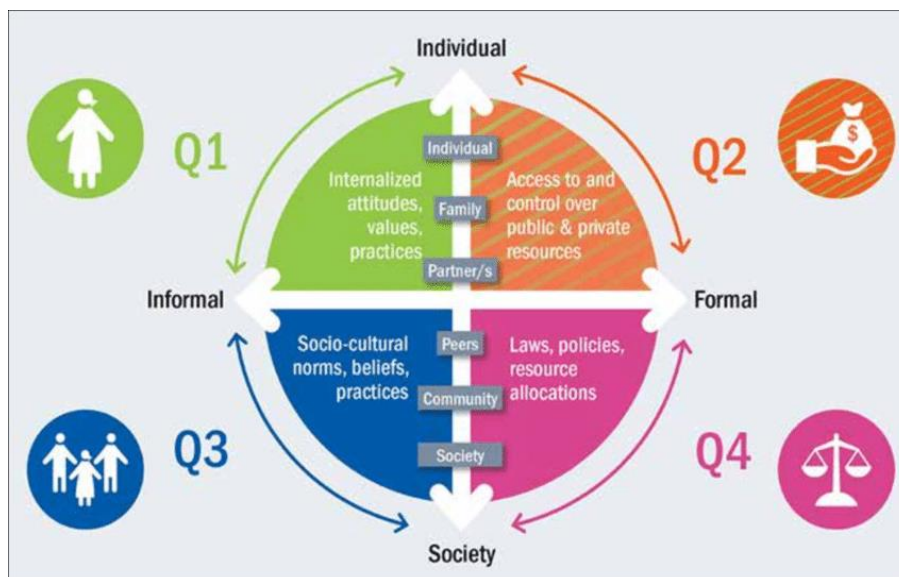 Individual
Q1
Q2
$
Individual
Internalized
attitudes,
values,
practices
Family
Access to and
control over
public & private
resources
Partner/s
Informal
Formal
Socio-cultural
norms, beliefs,
practices
Peers
Laws, policies,
resource
allocations
Community
Q3
Society
Q4
Society